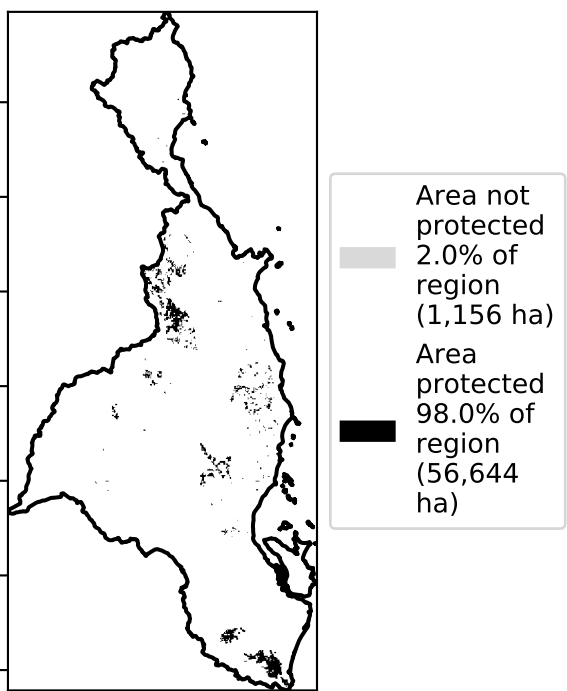 Area not
protected
2.0% of
region
(1,156 ha)
Area
protected
98.0% of
region
(56,644
ha)